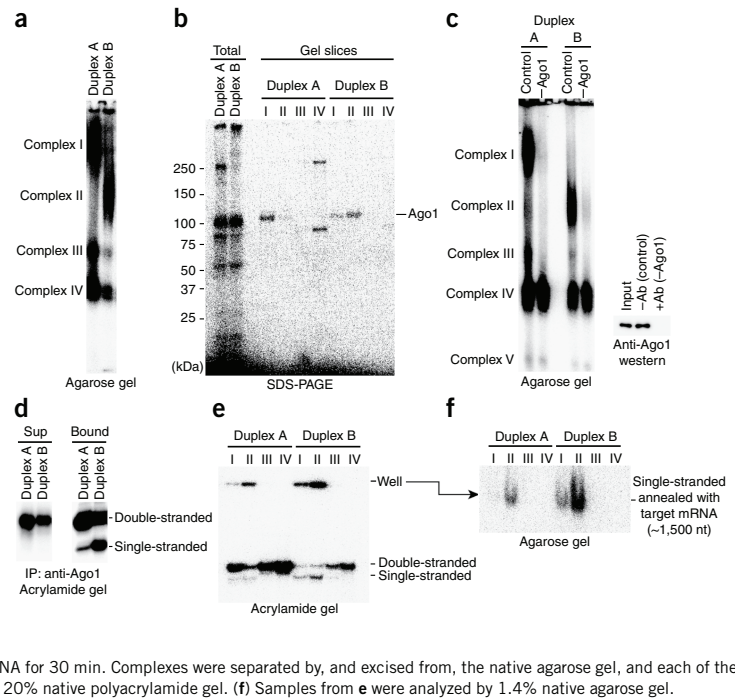 a
Duplex A
Duplex B
Complex I
Complex II
Complex III
Complex IV
Agarose gel
b
Total
Gel slices
Duplex A
Duplex B
Duplex A Duplex B
I II III IV I II III IV
250
150
100
75
50
37
25
(kDa)
Ago1
SDS-PAGE
c
Duplex
A B
Control
–Ago1
Control
–Ago1
Complex I
Complex II
Complex III
Complex IV
Complex V
Agarose gel
Input
–Ab (control)
+Ab (–Ago1)
Anti-Ago1
western
d
Sup Bound
Duplex A
Duplex B
Duplex A
Duplex B
Double-stranded
Single-stranded
IP: anti-Ago1
Acrylamide gel
e
Duplex A Duplex B
I II III IV I II III IV
Well
Double-stranded
Single-stranded
Acrylamide gel
f
Duplex A Duplex B
I II III IV I II III IV
Single-stranded
annealed with
target mRNA
(~1,500 nt)
Agarose gel
NA for 30 min. Complexes were separated by, and excised from, the native agarose gel, and each of the
20% native polyacrylamide gel. (f) Samples from e were analyzed by 1.4% native agarose gel.